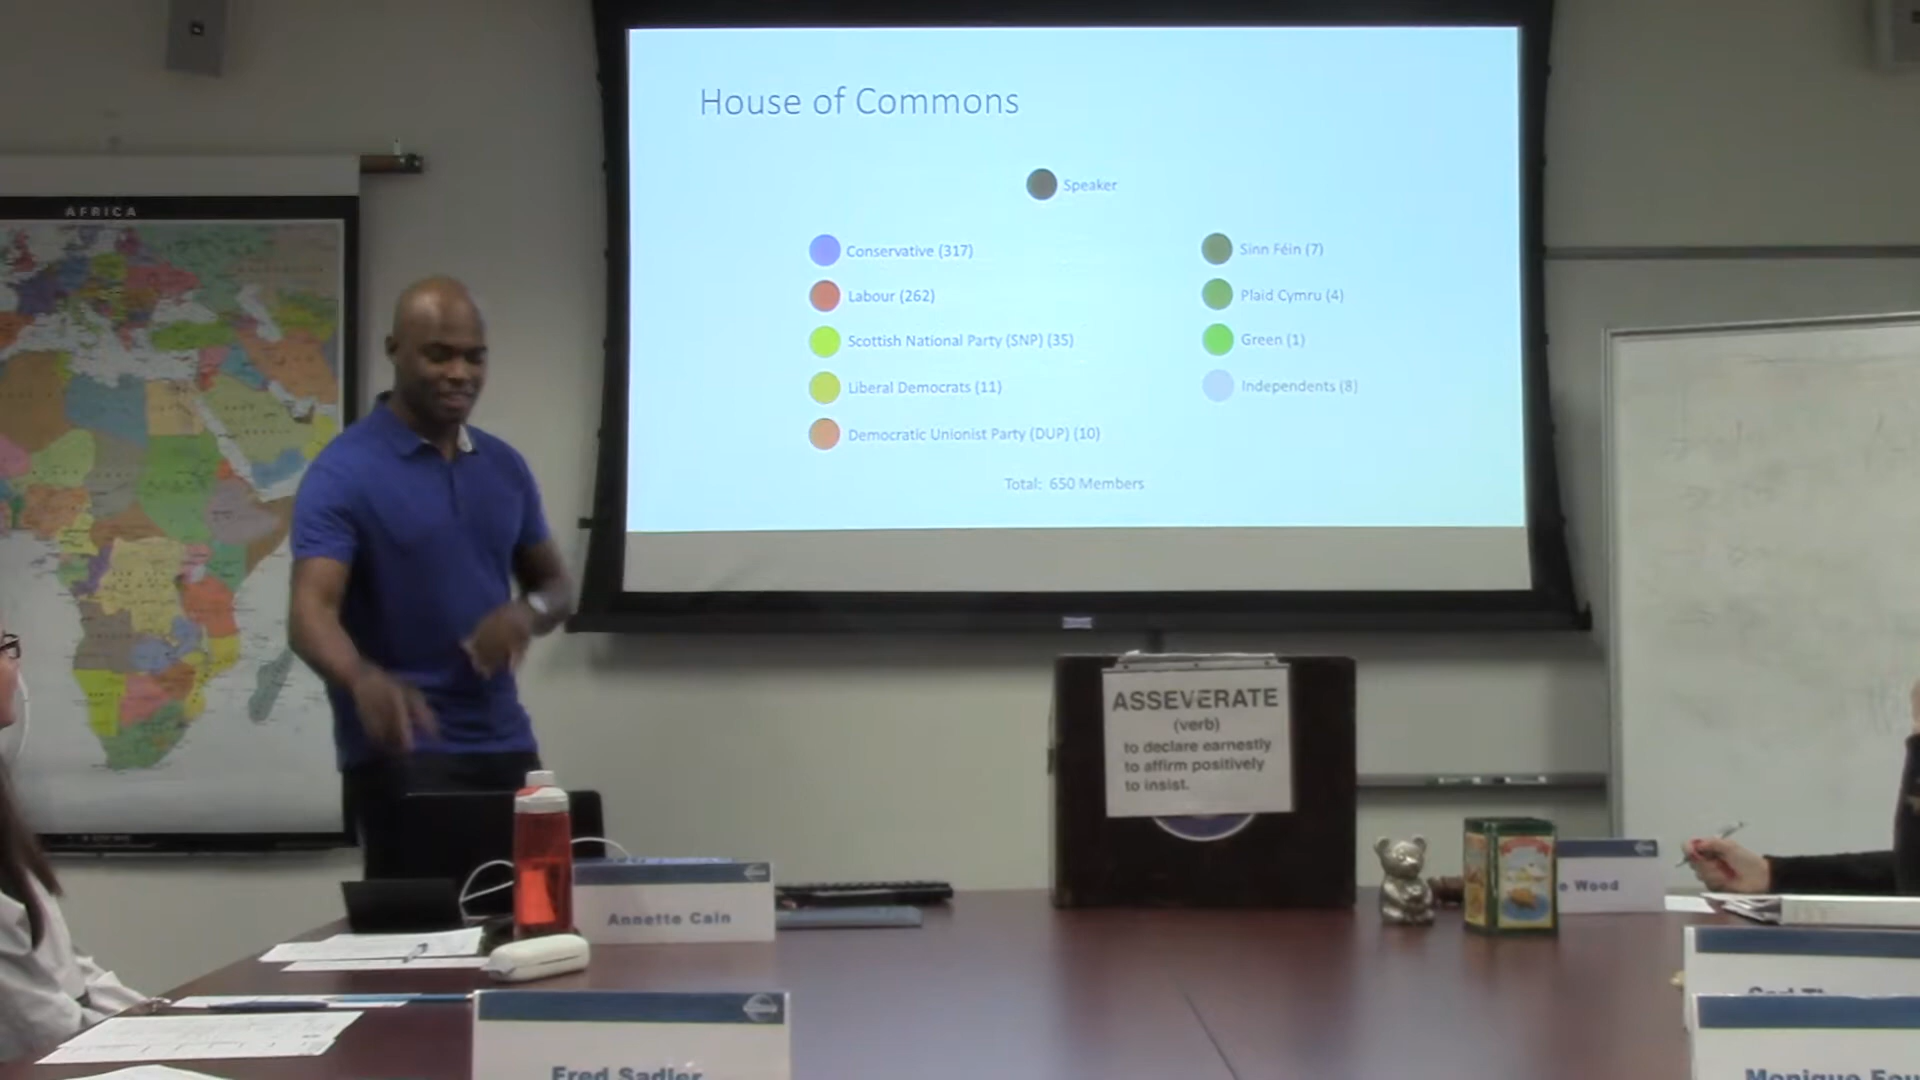 House of Commons
Speaker
Conservative (317)
Labour (262)
Scottish National Party (SNP) (35)
Liberal Democrats (11)
Democratic Unionist Party (DUP) (10)
Sinn Féin (7)
Plaid Cymru (4)
Green (1)
Independents (8)
Total: 650 Members
AFRICA
ASSEVERATE
(verb)
to declare earnestly
to affirm positively
to insist.
Annette Cain
Wood
Fred Sadler
Monique